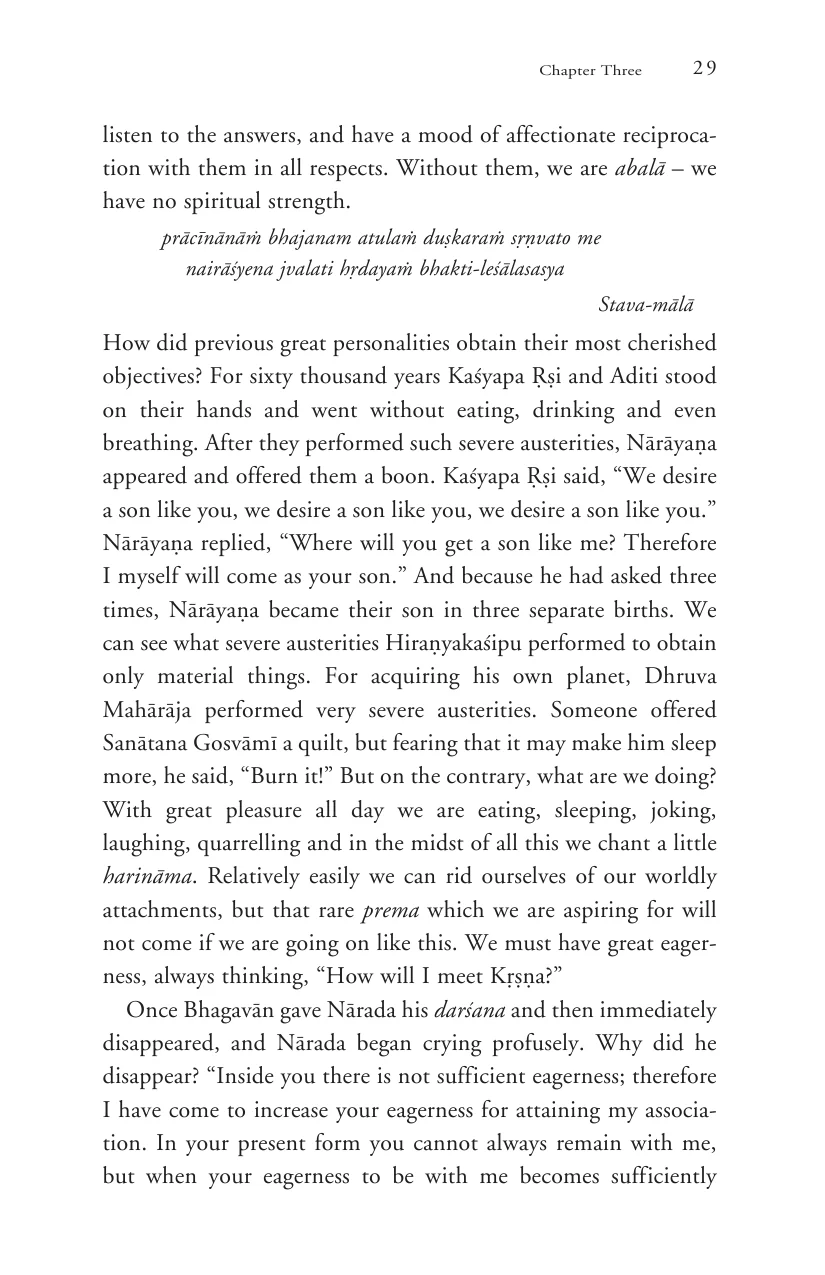 Chapter Three 29
listen to the answers, and have a mood of affectionate reciproca-
tion with them in all respects. Without them, we are abalā – we
have no spiritual strength.
prācīnānāṁ bhajanam atulaṁ duṣkaraṁ sṛṇvato me
nairāśyena jvalati hṛdayaṁ bhakti-leśālasasya
Stava-mālā
How did previous great personalities obtain their most cherished
objectives? For sixty thousand years Kaśyapa Ṛṣi and Aditi stood
on their hands and went without eating, drinking and even
breathing. After they performed such severe austerities, Nārāyaṇa
appeared and offered them a boon. Kaśyapa Ṛṣi said, “We desire
a son like you, we desire a son like you, we desire a son like you.”
Nārāyaṇa replied, “Where will you get a son like me? Therefore
I myself will come as your son.” And because he had asked three
times, Nārāyaṇa became their son in three separate births. We
can see what severe austerities Hiraṇyakaśipu performed to obtain
only material things. For acquiring his own planet, Dhruva
Mahārāja performed very severe austerities. Someone offered
Sanātana Gosvāmī a quilt, but fearing that it may make him sleep
more, he said, “Burn it!” But on the contrary, what are we doing?
With great pleasure all day we are eating, sleeping, joking,
laughing, quarrelling and in the midst of all this we chant a little
harināma. Relatively easily we can rid ourselves of our worldly
attachments, but that rare prema which we are aspiring for will
not come if we are going on like this. We must have great eager-
ness, always thinking, “How will I meet Kṛṣṇa?”
Once Bhagavān gave Nārada his darśana and then immediately
disappeared, and Nārada began crying profusely. Why did he
disappear? “Inside you there is not sufficient eagerness; therefore
I have come to increase your eagerness for attaining my associa-
tion. In your present form you cannot always remain with me,
but when your eagerness to be with me becomes sufficiently